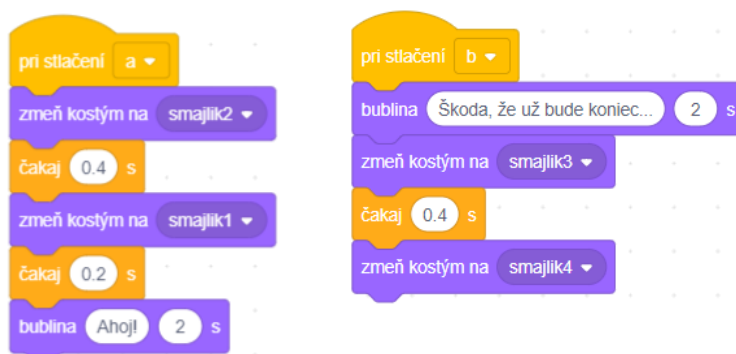 pri stlačení a
zmeň kostým na smajlik2
čakaj 0.4 s
zmeň kostým na smajlik1
čakaj 0.2 s
bublina Ahoj! 2 s
pri stlačení b
bublina Škoda, že už bude koniec... 2 s
zmeň kostým na smajlik3
čakaj 0.4 s
zmeň kostým na smajlik4